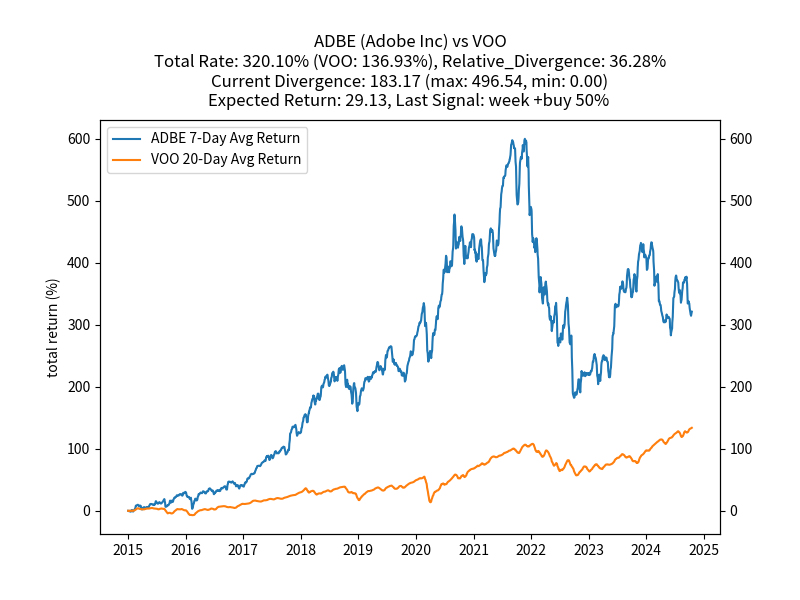 ADBE (Adobe Inc) vs VOO
Total Rate: 320.10% (VOO: 136.93%), Relative_Divergence: 36.28%
Current Divergence: 183.17 (max: 496.54, min: 0.00)
Expected Return: 29.13, Last Signal: week +buy 50%
ADBE 7-Day Avg Return
VOO 20-Day Avg Return
total return (%)
600
500
400
300
200
100
0
600
500
400
300
200
100
0
2015 2016 2017 2018 2019 2020 2021 2022 2023 2024 2025